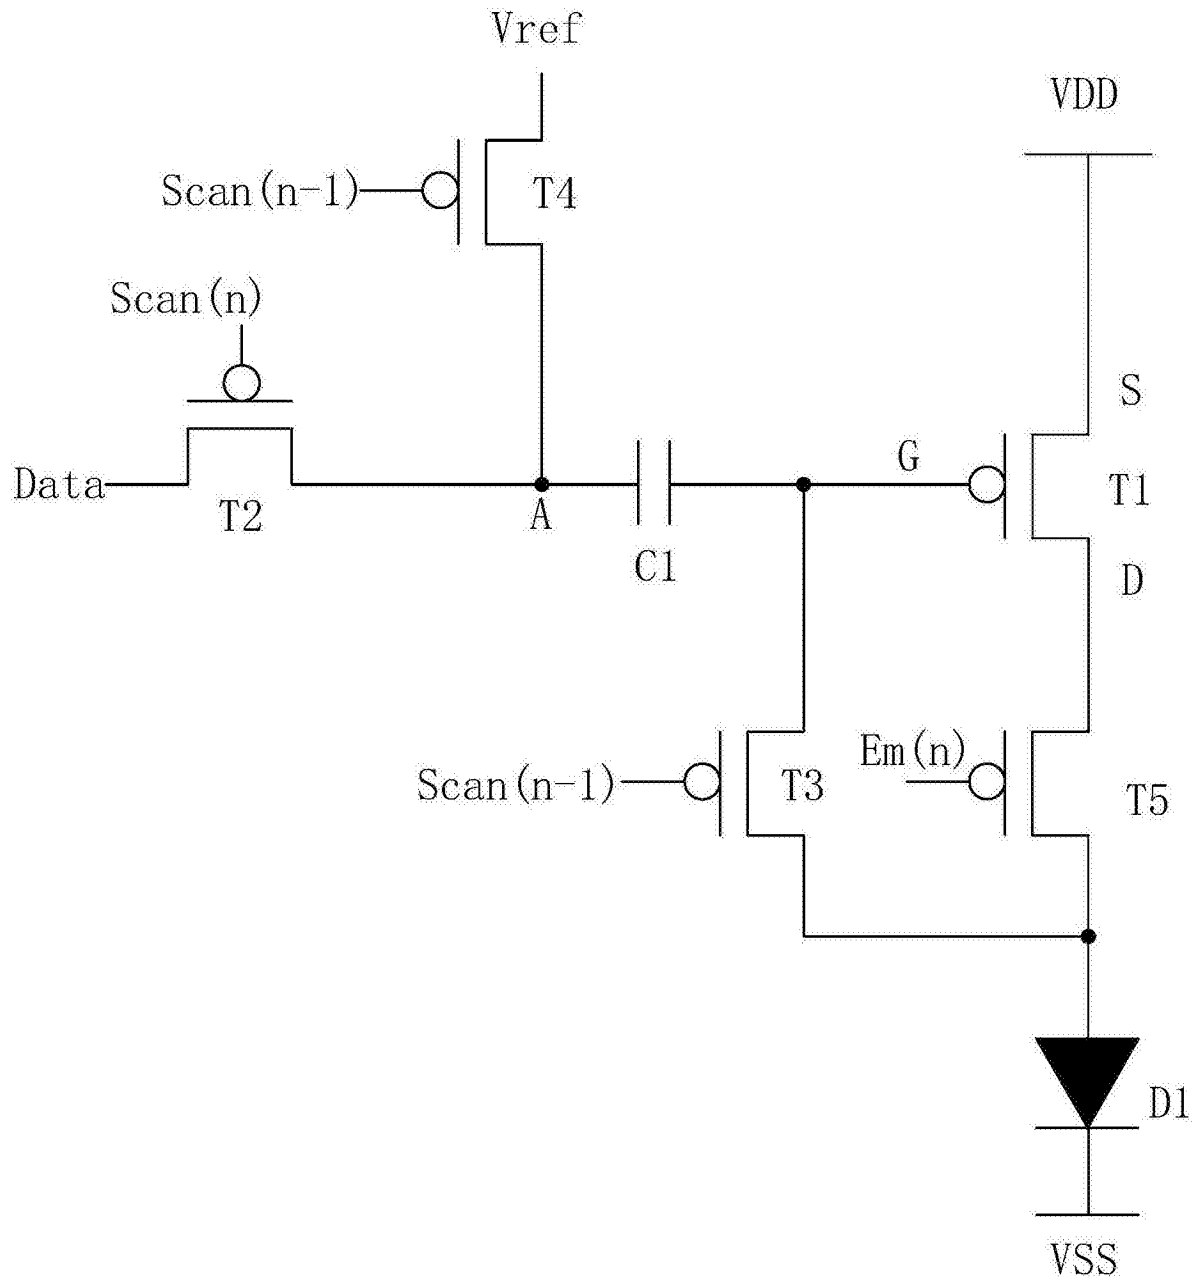 Vref
VDD
Scan(n-1)
T4
Scan(n)
S
Data
T2
A
G
T1
C1
D
Scan(n-1)
T3
Em(n)
T5
D1
VSS